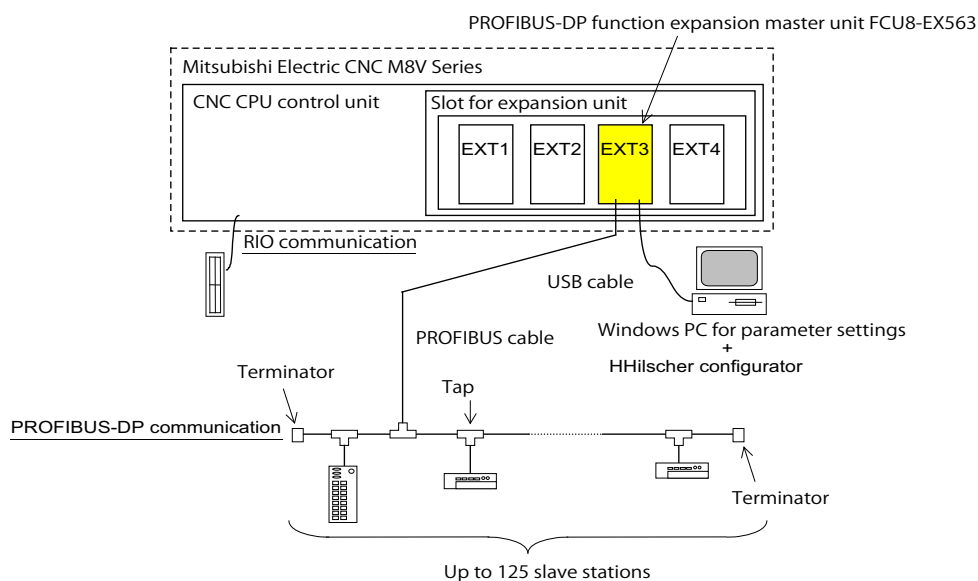 PROFIBUS-DP function expansion master unit FCU8-EX563
Mitsubishi Electric CNC M8V Series
CNC CPU control unit
Slot for expansion unit
EXT1
EXT2
EXT3
EXT4
RIO communication
USB cable
PROFIBUS cable
Windows PC for parameter settings
+
HHilscher configurator
Terminator
Tap
PROFIBUS-DP communication
Terminator
Up to 125 slave stations